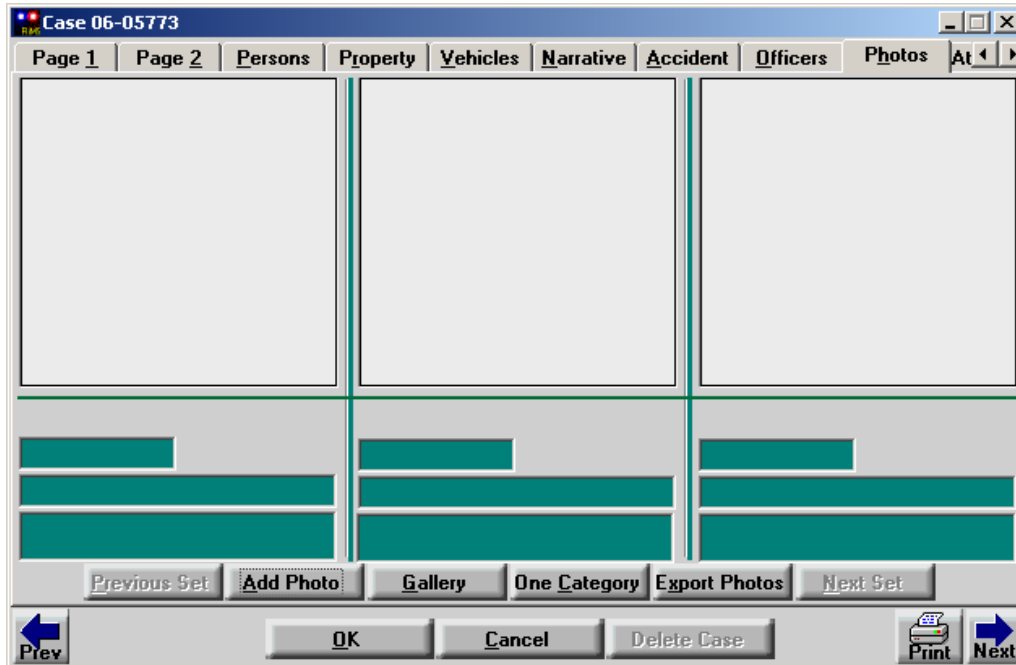 Case 06-05773
Page 1 Page 2 Persons Property Vehicles Narrative Accident Officers Photos At
Previous Set Add Photo Gallery One Category Export Photos Next Set
Prev OK Cancel Delete Case Print Next